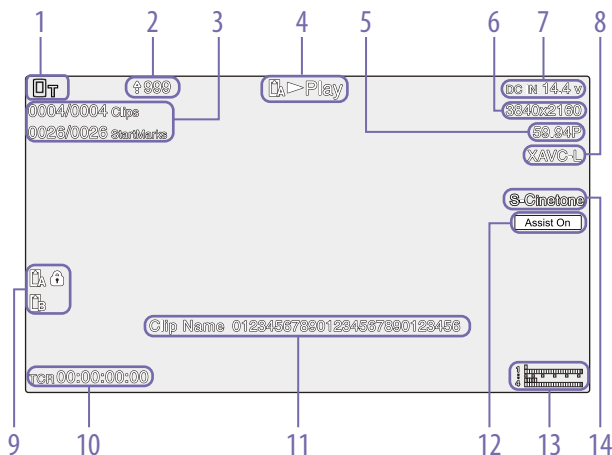 1 2 3 4 5 6 7 8
T 999 A Play DC IN 14.4 V
0004/0004 Clips 3840x2160
0026/0026 StartMarks 59.94P
XAVC-L
S-Cinetone
Assist On
A
B
Clip Name 012345678901234567890123456
TCR 00:00:00:00
1
4
9 10 11 12 13 14